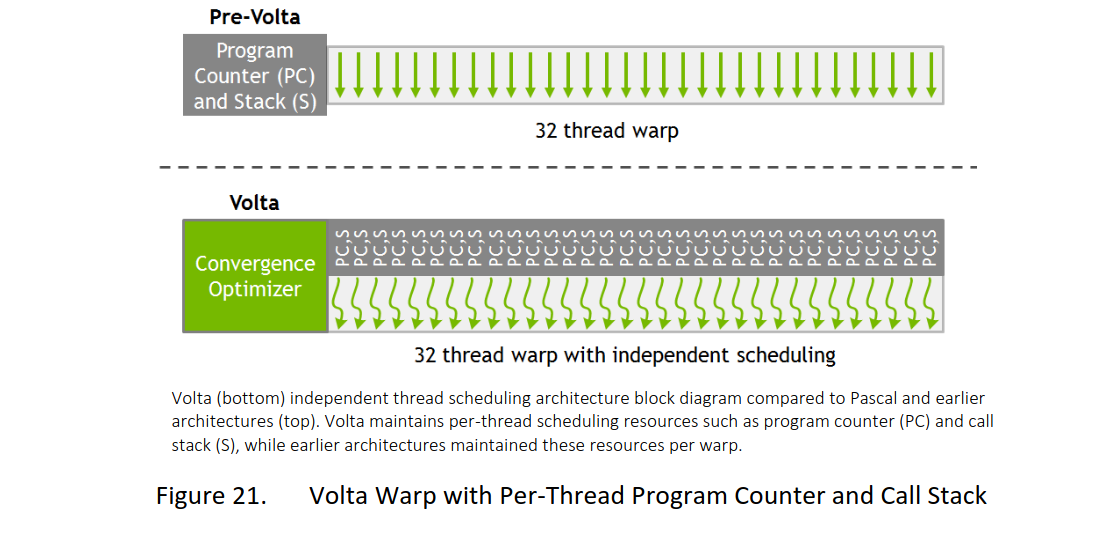 Pre-Volta
Program
Counter (PC)
and Stack (S)
32 thread warp
Volta
Convergence
Optimizer
PC,S PC,S PC,S PC,S PC,S PC,S PC,S PC,S PC,S PC,S PC,S PC,S PC,S PC,S PC,S PC,S PC,S PC,S PC,S PC,S PC,S PC,S PC,S PC,S PC,S PC,S PC,S PC,S PC,S PC,S PC,S PC,S
32 thread warp with independent scheduling
Volta (bottom) independent thread scheduling architecture block diagram compared to Pascal and earlier
architectures (top). Volta maintains per-thread scheduling resources such as program counter (PC) and call
stack (S), while earlier architectures maintained these resources per warp.
Figure 21. Volta Warp with Per-Thread Program Counter and Call Stack